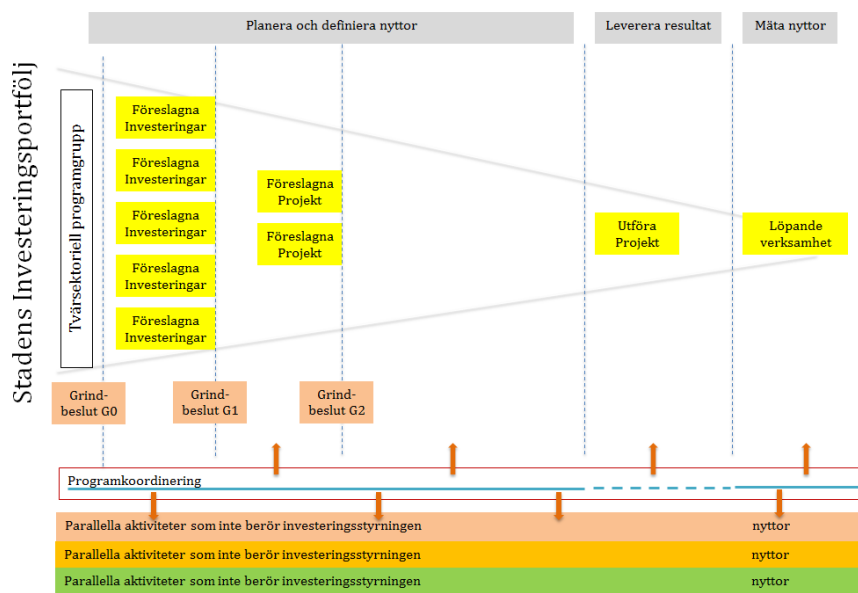 Planera och definiera nyttor
Leverera resultat
Mäta nyttor
Stadens Investeringsportfölj
Tvärsektoriell programgrupp
Föreslagna
Investeringar
Föreslagna
Investeringar
Föreslagna
Investeringar
Föreslagna
Investeringar
Föreslagna
Investeringar
Föreslagna
Projekt
Föreslagna
Projekt
Utföra
Projekt
Löpande
verksamhet
Grind-
beslut G0
Grind-
beslut G1
Grind-
beslut G2
Programkoordinering
Parallella aktiviteter som inte berör investeringsstyrningen
nyttor
Parallella aktiviteter som inte berör investeringsstyrningen
nyttor
Parallella aktiviteter som inte berör investeringsstyrningen
nyttor